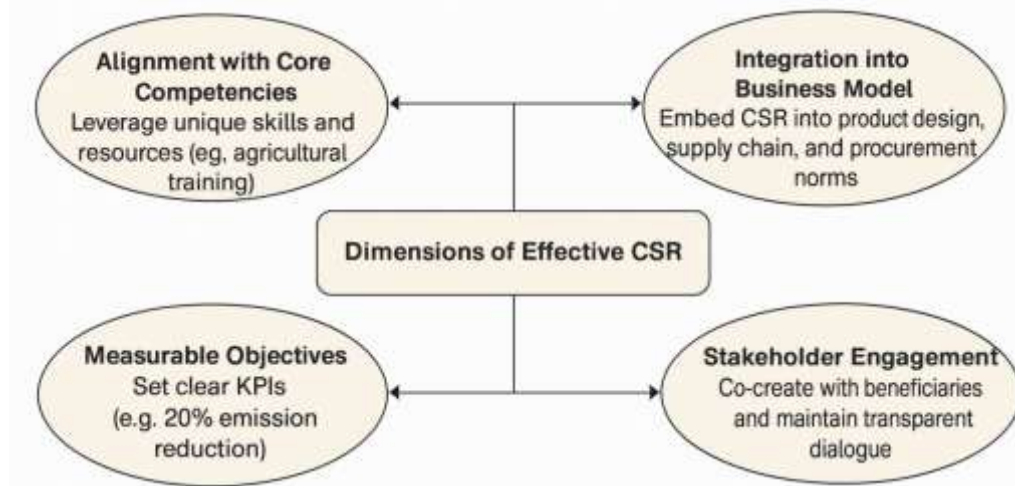 Alignment with Core
Competencies
Leverage unique skills and
resources (eg, agricultural
training)
Integration into
Business Model
Embed CSR into product design,
supply chain, and procurement
norms
Dimensions of Effective CSR
Measurable Objectives
Set clear KPIs
(e.g. 20% emission
reduction)
Stakeholder Engagement
Co-create with beneficiaries
and maintain transparent
dialogue